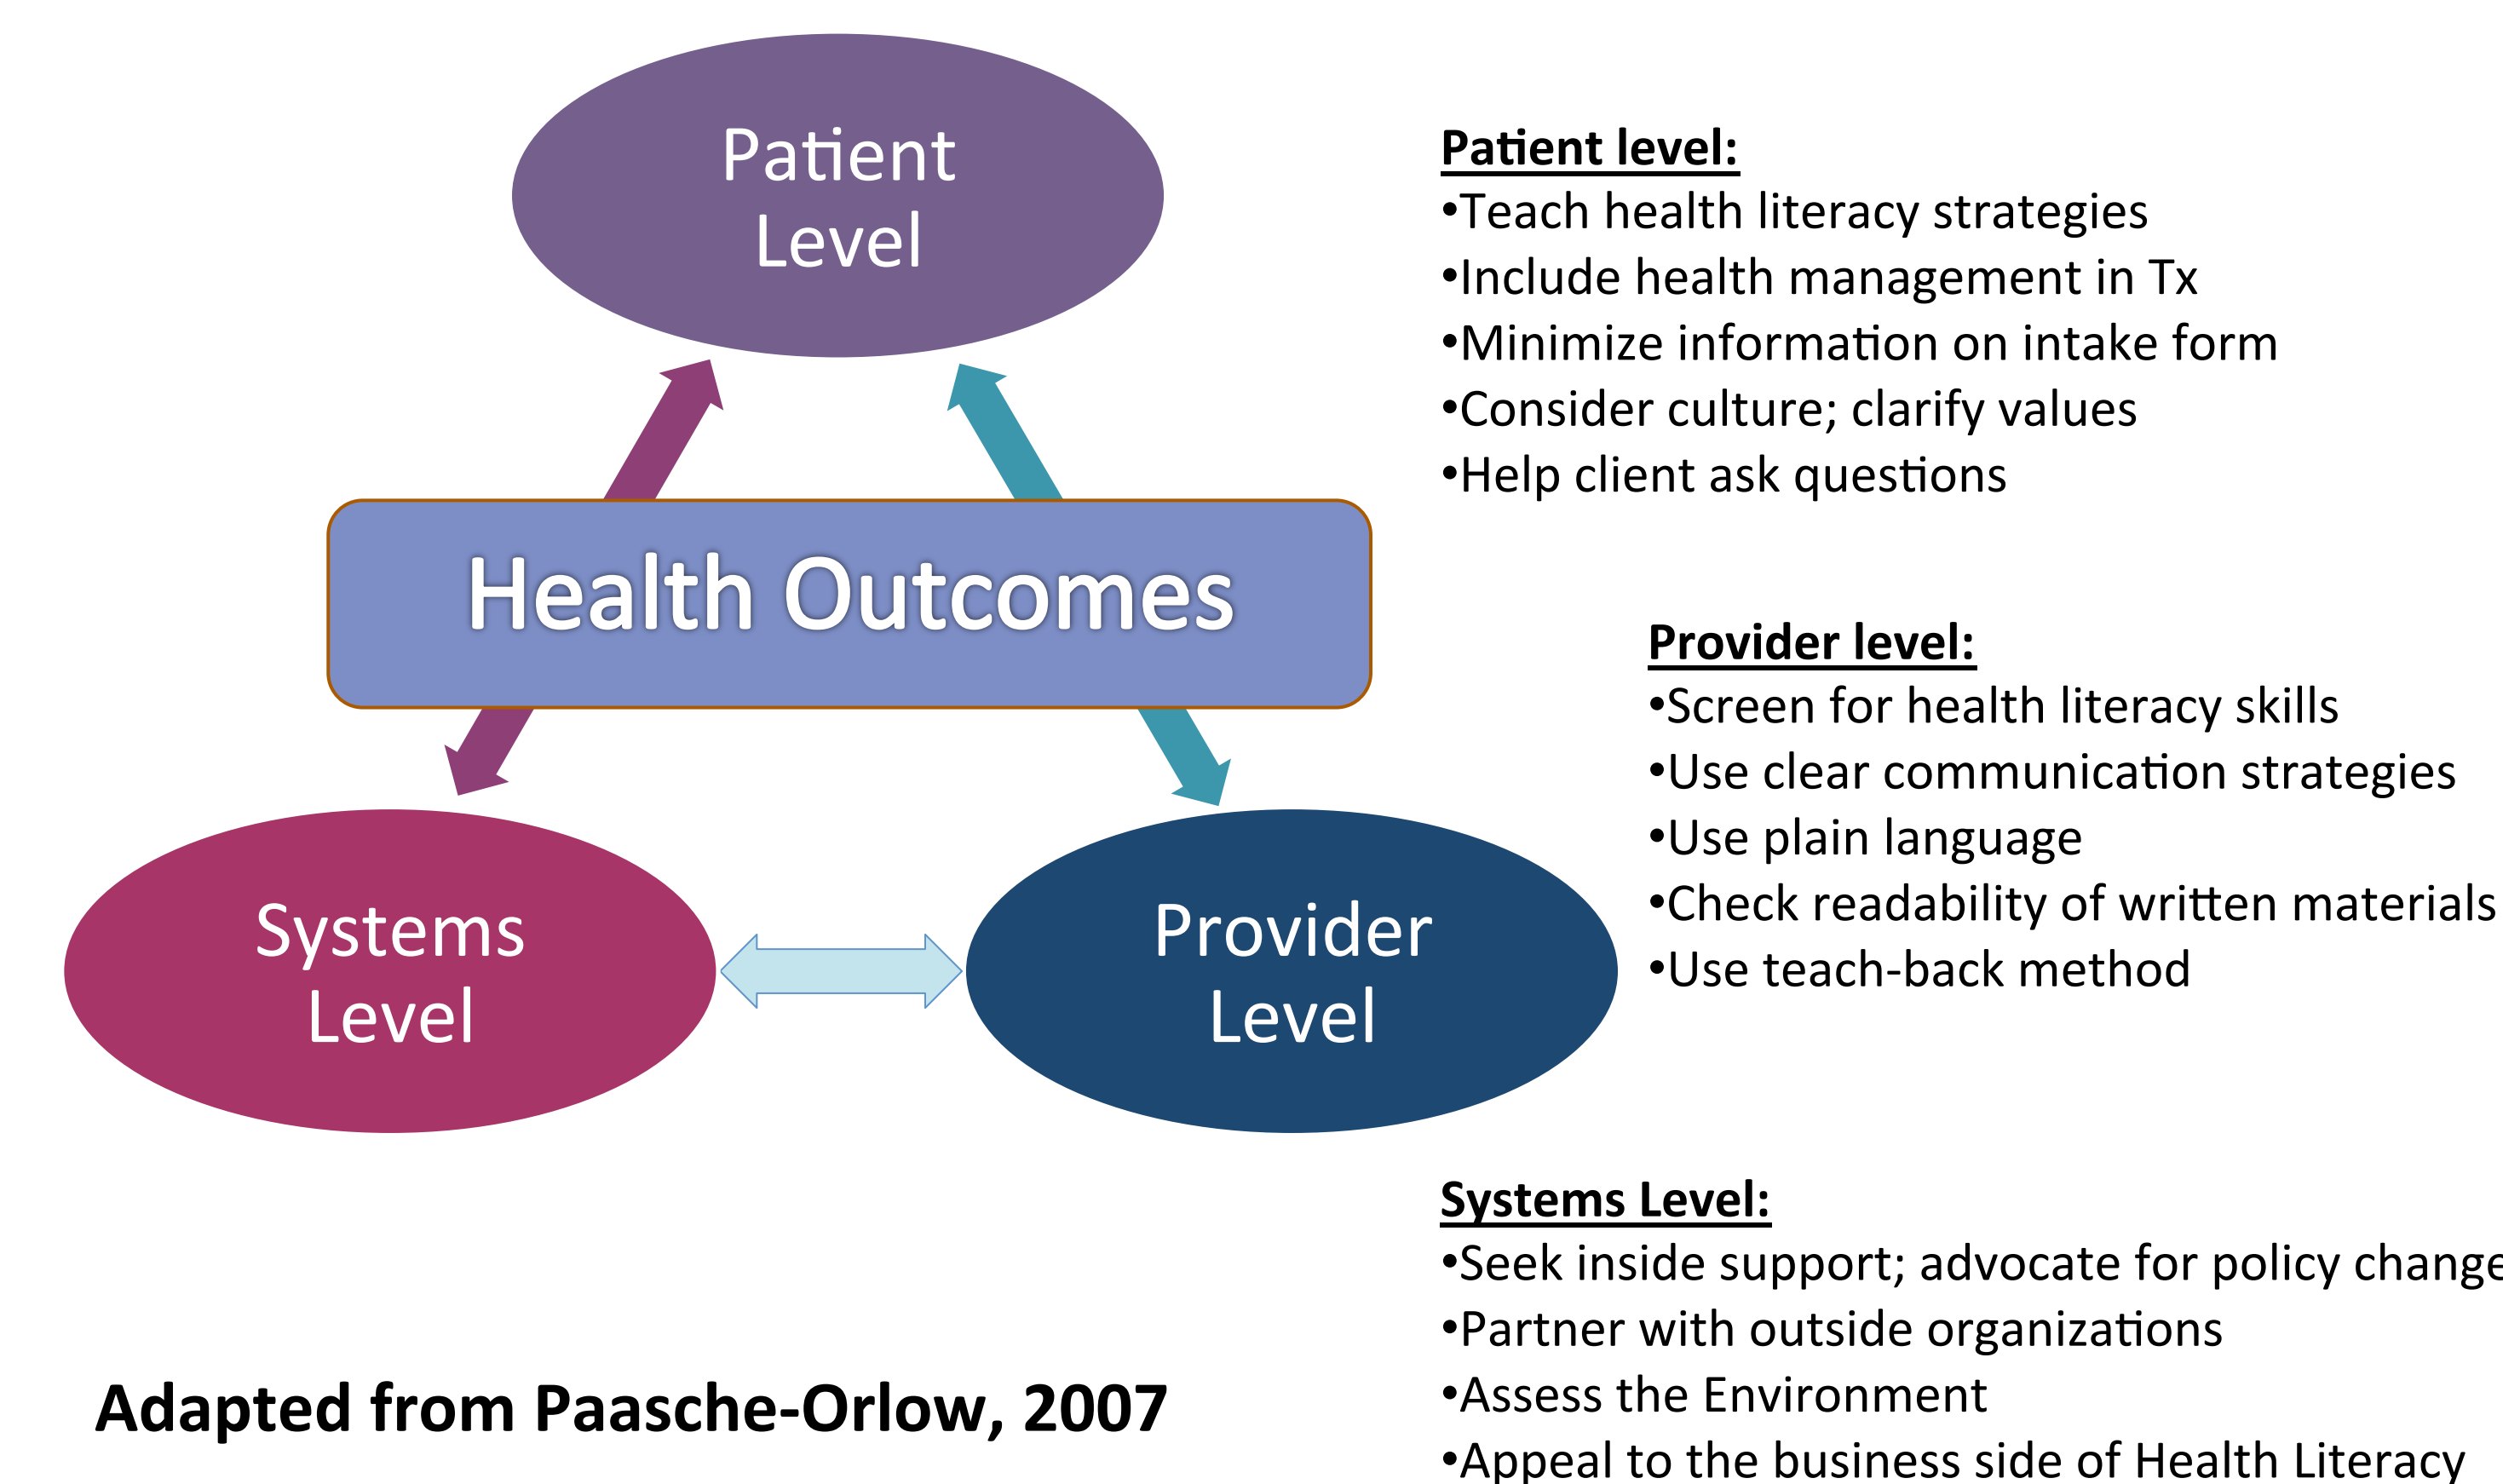 Patient
Level
Health Outcomes
Systems
Level
Provider
Level
Adapted from Paasche-Orlow, 2007
Patient level:
•Teach health literacy strategies
•Include health management in Tx
•Minimize information on intake form
•Consider culture; clarify values
•Help client ask questions
Provider level:
•Screen for health literacy skills
•Use clear communication strategies
•Use plain language
•Check readability of written materials
•Use teach-back method
Systems Level:
•Seek inside support; advocate for policy change
•Partner with outside organizations
•Assess the Environment
•Appeal to the business side of Health Literacy